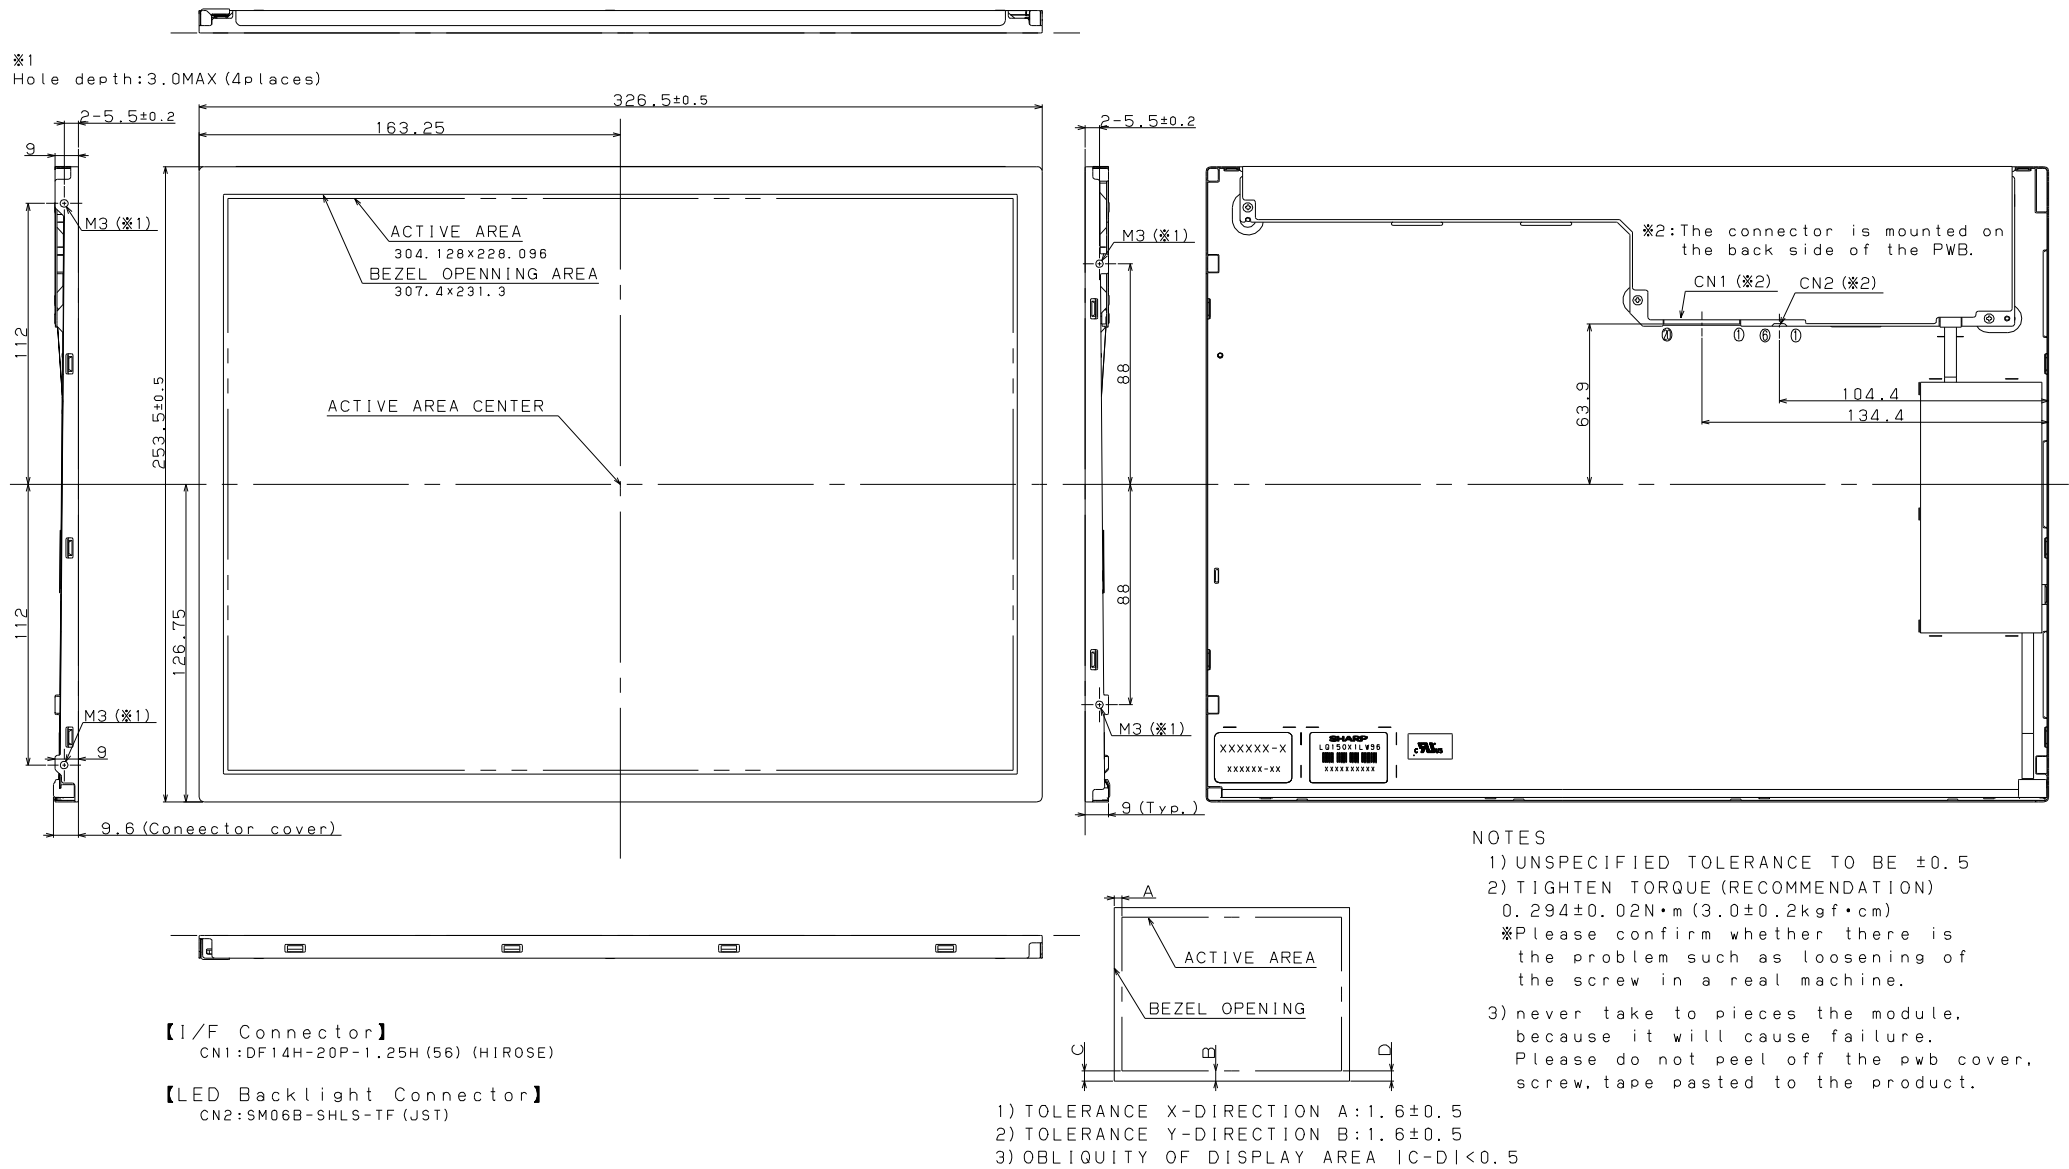 ※1
Hole depth:3.0MAX(4places)
326.5±0.5
2-5.5±0.2
163.25
2-5.5±0.2
9
M3(※1)
ACTIVE AREA
304.128×228.096
BEZEL OPENNING AREA
307.4×231.3
M3(※1)
※2:The connector is mounted on
the back side of the PWB.
CN1(※2)
CN2(※2)
⑳
①
⑥
①
112
253.5±0.5
88
63.9
104.4
134.4
ACTIVE AREA CENTER
112
126.75
88
M3(※1)
9
M3(※1)
XXXXXX-X
XXXXXX-XX
SHARP
LQ150X1LW96
XXXXXXXXXX
c RU US
9.6(Coneector cover)
9(Typ.)
NOTES
1)UNSPECIFIED TOLERANCE TO BE ±0.5
2)TIGHTEN TORQUE(RECOMMENDATION)
0.294±0.02N・m(3.0±0.2kgf・cm)
※Please confirm whether there is
the problem such as loosening of
the screw in a real machine.
3)never take to pieces the module,
because it will cause failure.
Please do not peel off the pwb cover,
screw,tape pasted to the product.
A
ACTIVE AREA
BEZEL OPENING
C
B
D
1)TOLERANCE X-DIRECTION A:1.6±0.5
2)TOLERANCE Y-DIRECTION B:1.6±0.5
3)OBLIQUITY OF DISPLAY AREA |C-D|<0.5
【I/F Connector】
CN1:DF14H-20P-1.25H(56)(HIROSE)
【LED Backlight Connector】
CN2:SM06B-SHLS-TF(JST)